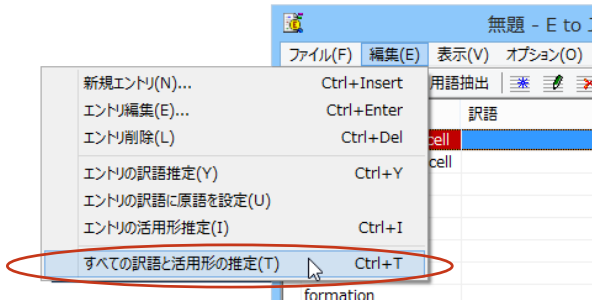 無題 - E to
ファイル(F) 編集(E) 表示(V) オプション(O)
用語抽出
訳語
cell
cell
新規エントリ(N)... Ctrl+Insert
エントリ編集(E)... Ctrl+Enter
エントリ削除(L) Ctrl+Del
エントリの訳語推定(Y) Ctrl+Y
エントリの訳語に原語を設定(U)
エントリの活用形推定(I) Ctrl+I
すべての訳語と活用形の推定(T) Ctrl+T
formation